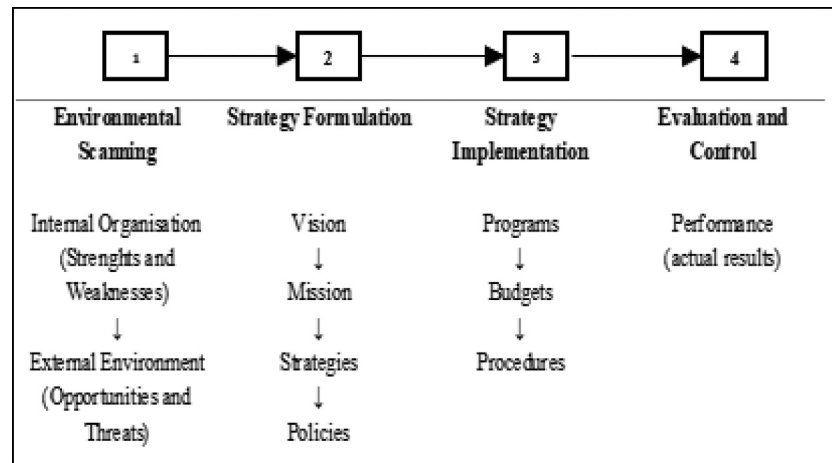 1
2
3
4
Environmental
Scanning
Strategy Formulation
Strategy
Implementation
Evaluation and
Control
Internal Organisation
(Strenghts and
Weaknesses)
↓
External Environment
(Opportunities and
Threats)
Vision
↓
Mission
↓
Strategies
↓
Policies
Programs
↓
Budgets
↓
Procedures
Performance
(actual results)